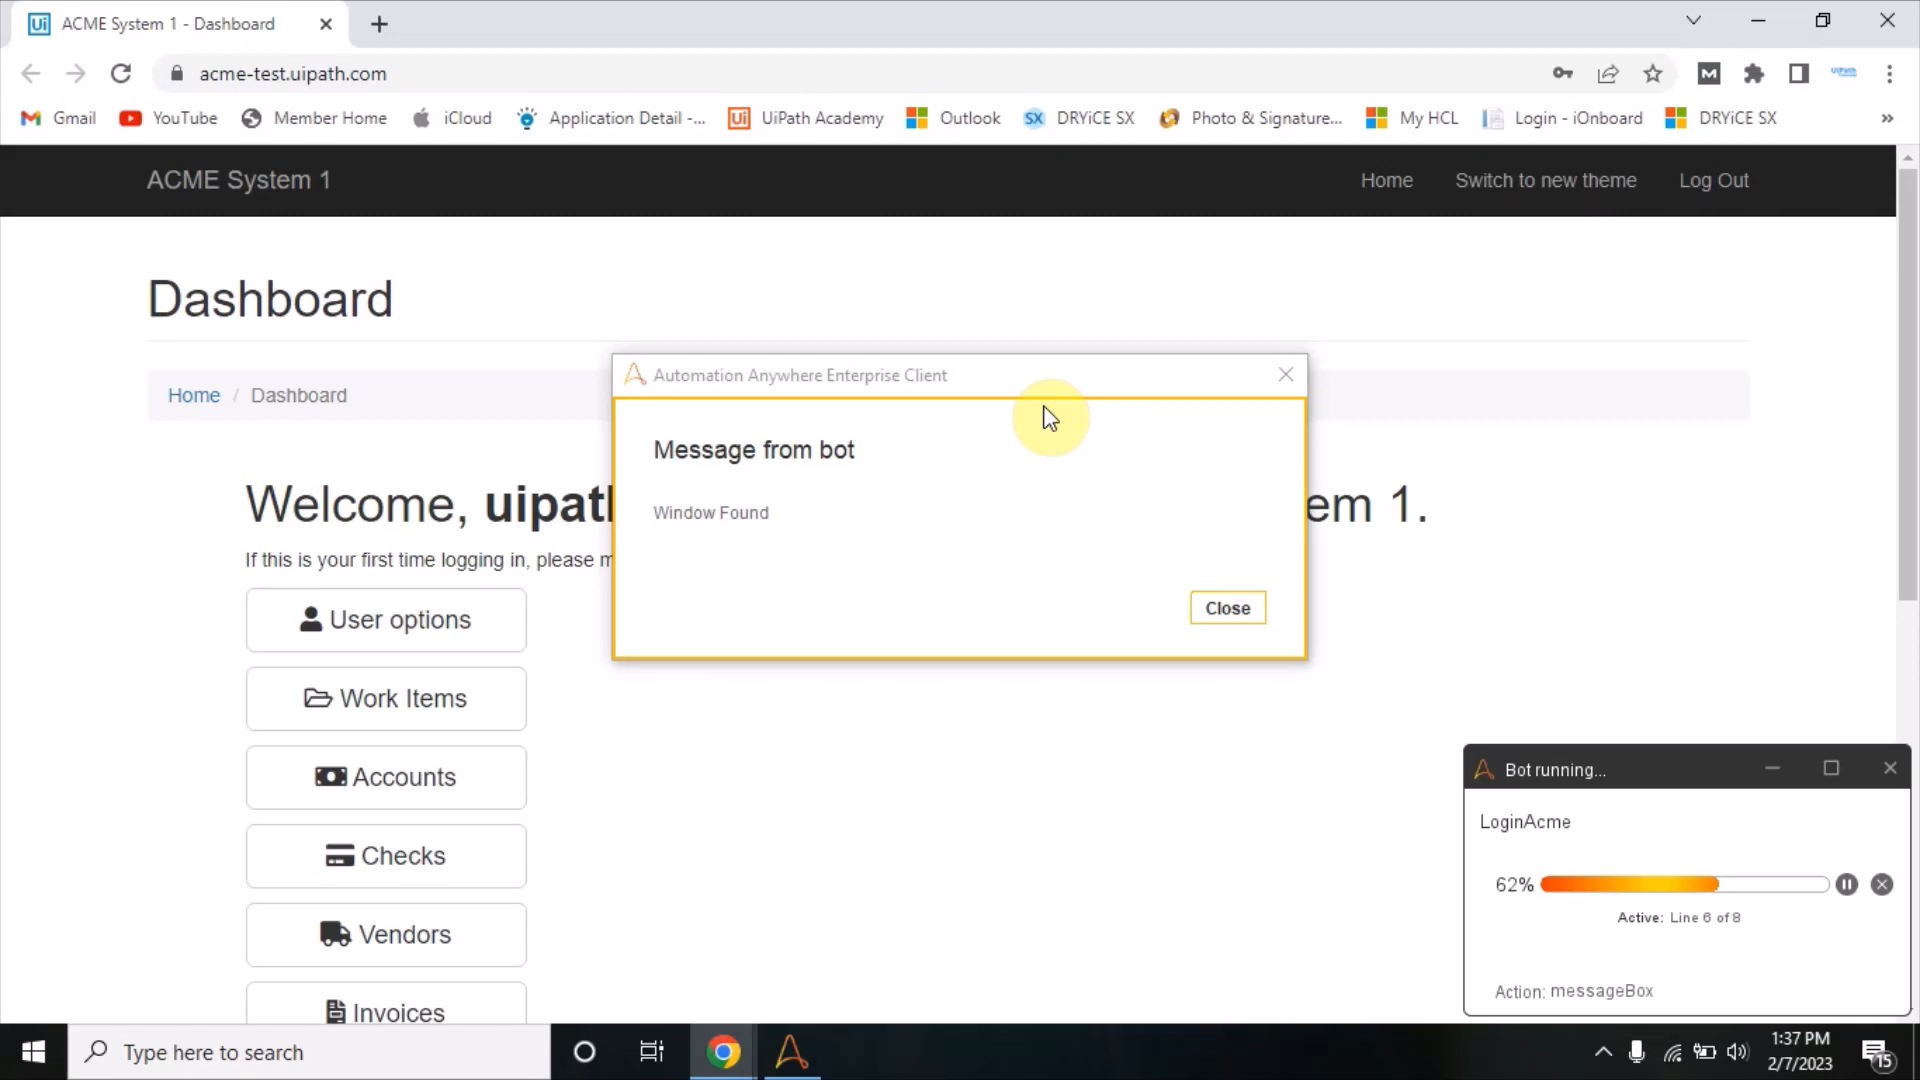 ACME System 1 - Dashboard
acme-test.uipath.com
Gmail
YouTube
Member Home
iCloud
Application Detail -...
UiPath Academy
Outlook
SX
DRYiCE SX
Photo & Signature...
My HCL
Login - iOnboard
DRYiCE SX
»
ACME System 1
Home
Switch to new theme
Log Out
Dashboard
Home / Dashboard
Automation Anywhere Enterprise Client
Message from bot
Window Found
Close
Welcome, uipat
em 1.
If this is your first time logging in, please
User options
Work Items
Accounts
Checks
Vendors
Invoices
Bot running...
LoginAcme
62%
Active: Line 6 of 8
Action: messageBox
Type here to search
1:37 PM
2/7/2023
15